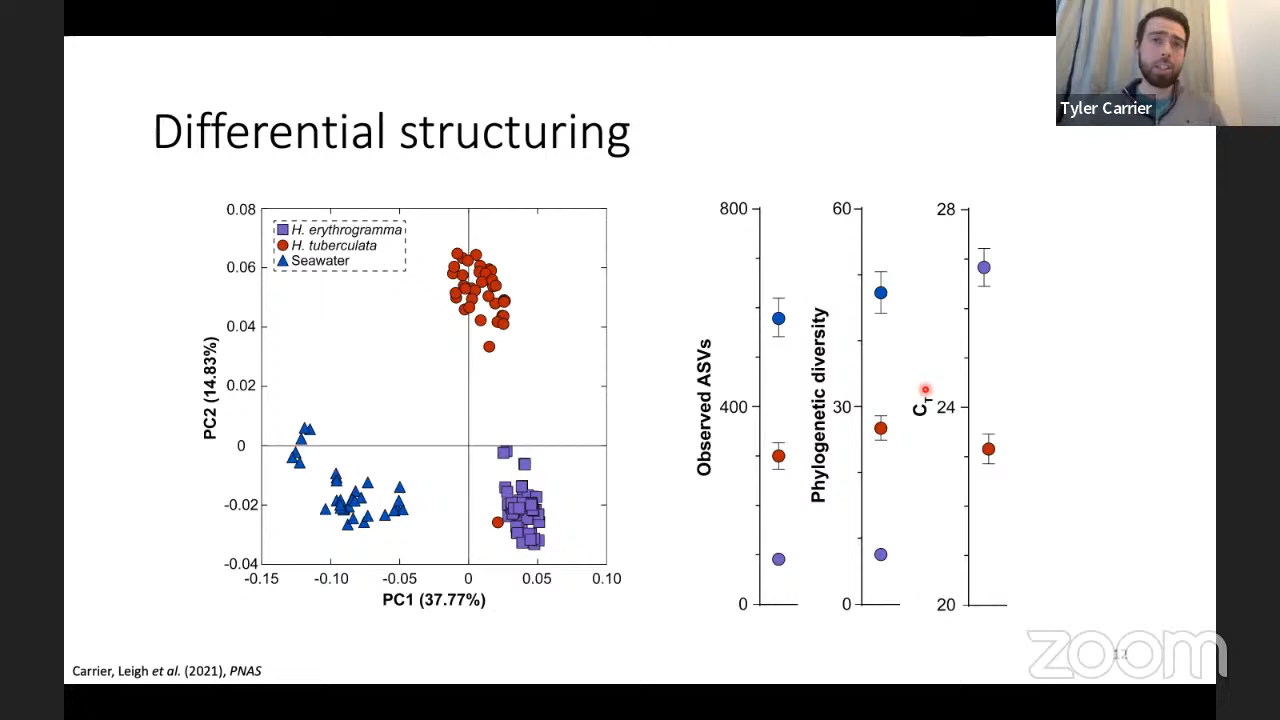 Tyler Carrier
Differential structuring
0.08
0.06
0.04
0.02
0
-0.02
-0.04
PC2 (14.83%)
H. erythrogramma
H. tuberculata
Seawater
-0.15
-0.10
-0.05
0
0.05
0.10
PC1 (37.77%)
800
400
0
Observed ASVs
60
30
0
Phylogenetic diversity
28
24
20
CT
zoom
12
Carrier, Leigh et al. (2021), PNAS